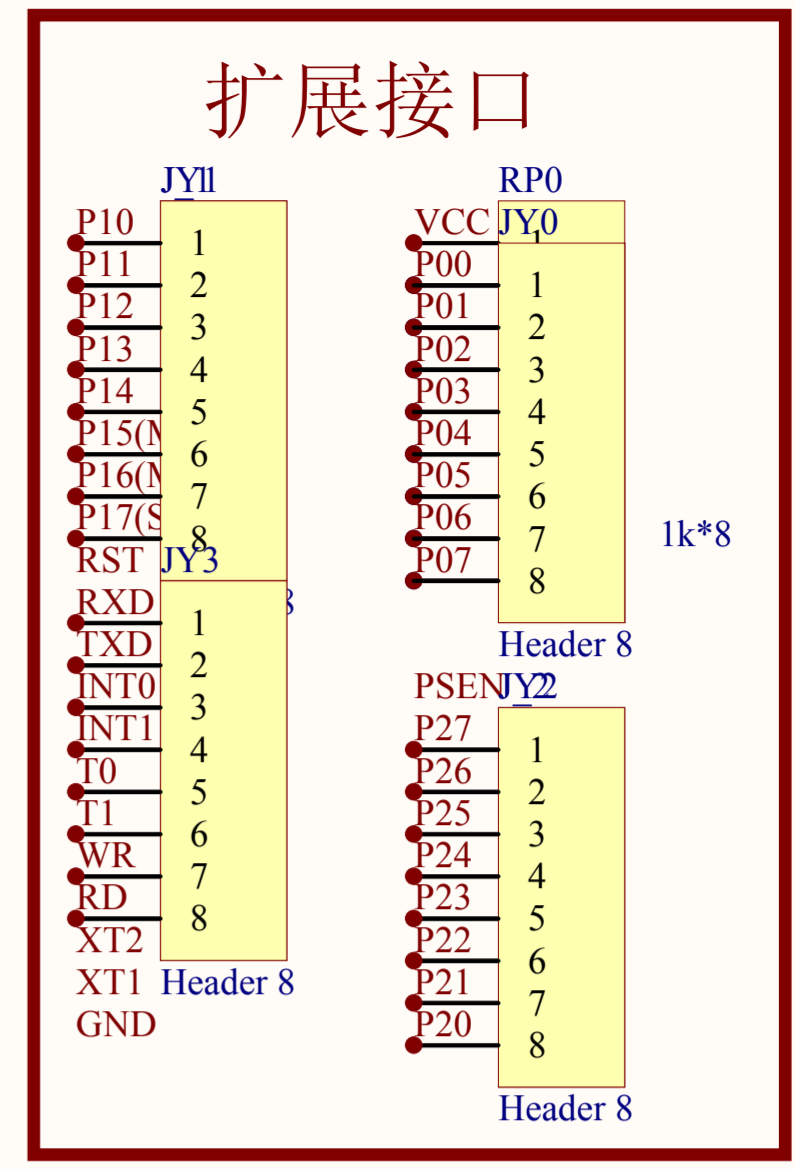 扩展接口
JY1
P10 1
P11 2
P12 3
P13 4
P14 5
P15( 6
P16( 7
P17(S 8
RST JY3
RXD 1
TXD 2
INT0 3
INT1 4
T0 5
T1 6
WR 7
RD 8
XT2
XT1 Header 8
GND
RP0
VCC JY0
1
P00 1
P01 2
P02 3
P03 4
P04 5
P05 6
P06 7
1k*8
P07 8
Header 8
PSEN
P27 1
P26 2
P25 3
P24 4
P23 5
P22 6
P21 7
P20 8
Header 8